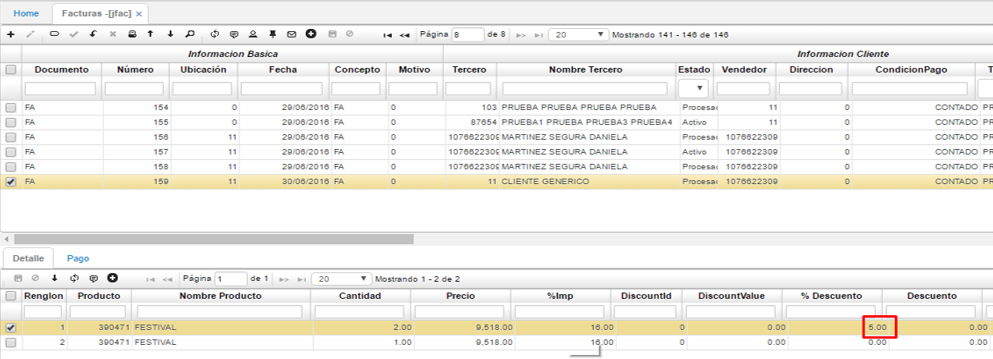 Home Facturas -[jfac] ×
Página 8 de 8 20 Mostrando 141 - 146 de 146
Informacion Basica Informacion Cliente
Documento Número Ubicación Fecha Concepto Motivo Tercero Nombre Tercero Estado Vendedor Direccion CondicionPago T
FA 154 0 29/06/2016 FA 0 103 PRUEBA PRUEBA PRUEBA PRUEBA Procesac 11 0 CONTADO PR
FA 155 0 29/06/2016 FA 0 87654 PRUEBA1 PRUEBA PRUEBA3 PRUEBA4 Activo 11 0 CONTADO PR
FA 156 11 29/06/2016 FA 0 1076622309 MARTINEZ SEGURA DANIELA Procesac 1076622309 0 CONTADO PR
FA 157 11 29/06/2016 FA 0 1076622309 MARTINEZ SEGURA DANIELA Activo 1076622309 0 CONTADO PR
FA 158 11 29/06/2016 FA 0 1076622309 MARTINEZ SEGURA DANIELA Procesac 1076622309 0 CONTADO PR
FA 159 11 30/06/2016 FA 0 11 CLIENTE GENERICO Procesac 1076622309 0 CONTADO PR
Detalle Pago
Página 1 de 1 20 Mostrando 1 - 2 de 2
Renglon Producto Nombre Producto Cantidad Precio %Imp DiscountId DiscountValue % Descuento Descuento
1 390471 FESTIVAL 2.00 9,518.00 16.00 0 0.00 5.00 0.00
2 390471 FESTIVAL 1.00 9,518.00 16.00 0 0.00 0.00 0.00